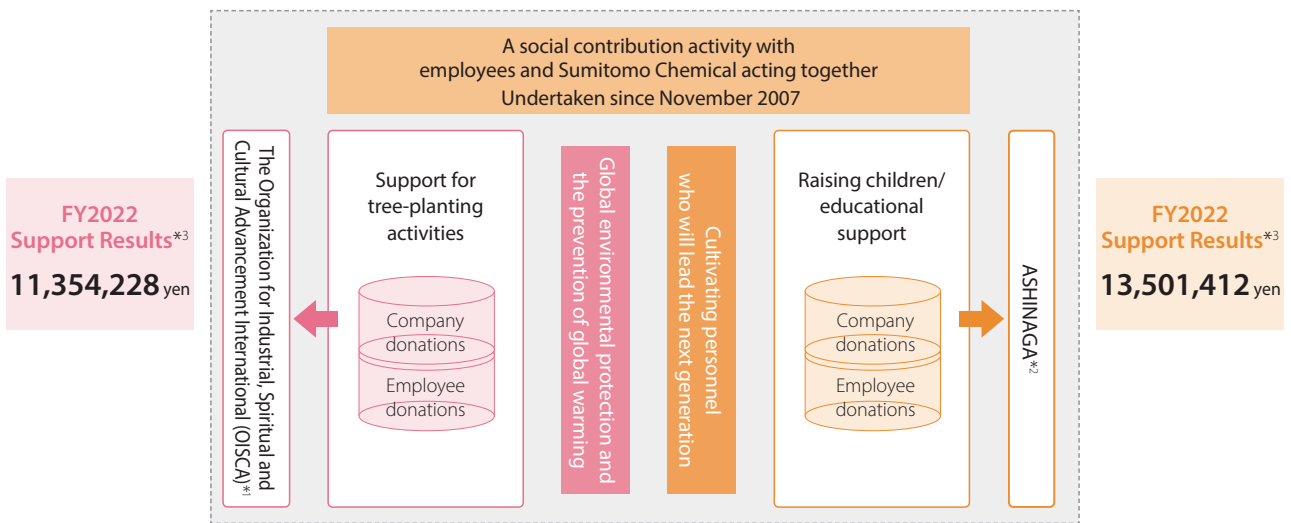 A social contribution activity with
employees and Sumitomo Chemical acting together
Undertaken since November 2007
FY2022
Support Results*3
11,354,228 yen
The Organization for Industrial, Spiritual and
Cultural Advancement International (OISCA)*1
Support for
tree-planting
activities
Company
donations
Employee
donations
Global environmental protection and
the prevention of global warming
Cultivating personnel
who will lead the next generation
Raising children/
educational
support
Company
donations
Employee
donations
ASHINAGA*2
FY2022
Support Results*3
13,501,412 yen